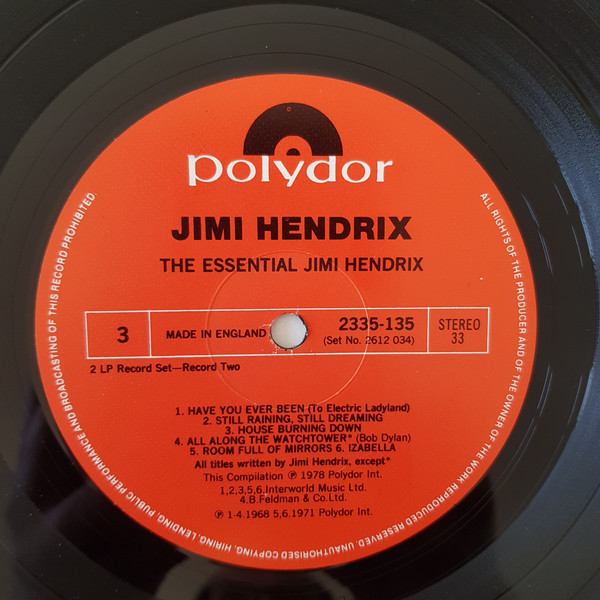 polydor
JIMI HENDRIX
THE ESSENTIAL JIMI HENDRIX
3
MADE IN ENGLAND
2335-135
(Set No. 2612 034)
STEREO
33
2 LP Record Set—Record Two
1. HAVE YOU EVER BEEN (To Electric Ladyland)
2. STILL RAINING, STILL DREAMING
3. HOUSE BURNING DOWN
4. ALL ALONG THE WATCHTOWER* (Bob Dylan)
5. ROOM FULL OF MIRRORS 6. IZABELLA
All titles written by Jimi Hendrix, except*
This Compilation ℗ 1978 Polydor Int.
1,2,3,5,6.Interworld Music Ltd.
4.B.Feldman & Co.Ltd.
℗ 1-4.1968 5,6.1971 Polydor Int.
ALL RIGHTS OF THE PRODUCER AND OF THE OWNER OF THE WORK REPRODUCED RESERVED. UNAUTHORISED COPYING, HIRING, LENDING, PUBLIC PERFORMANCE AND BROADCASTING OF THIS RECORD PROHIBITED.